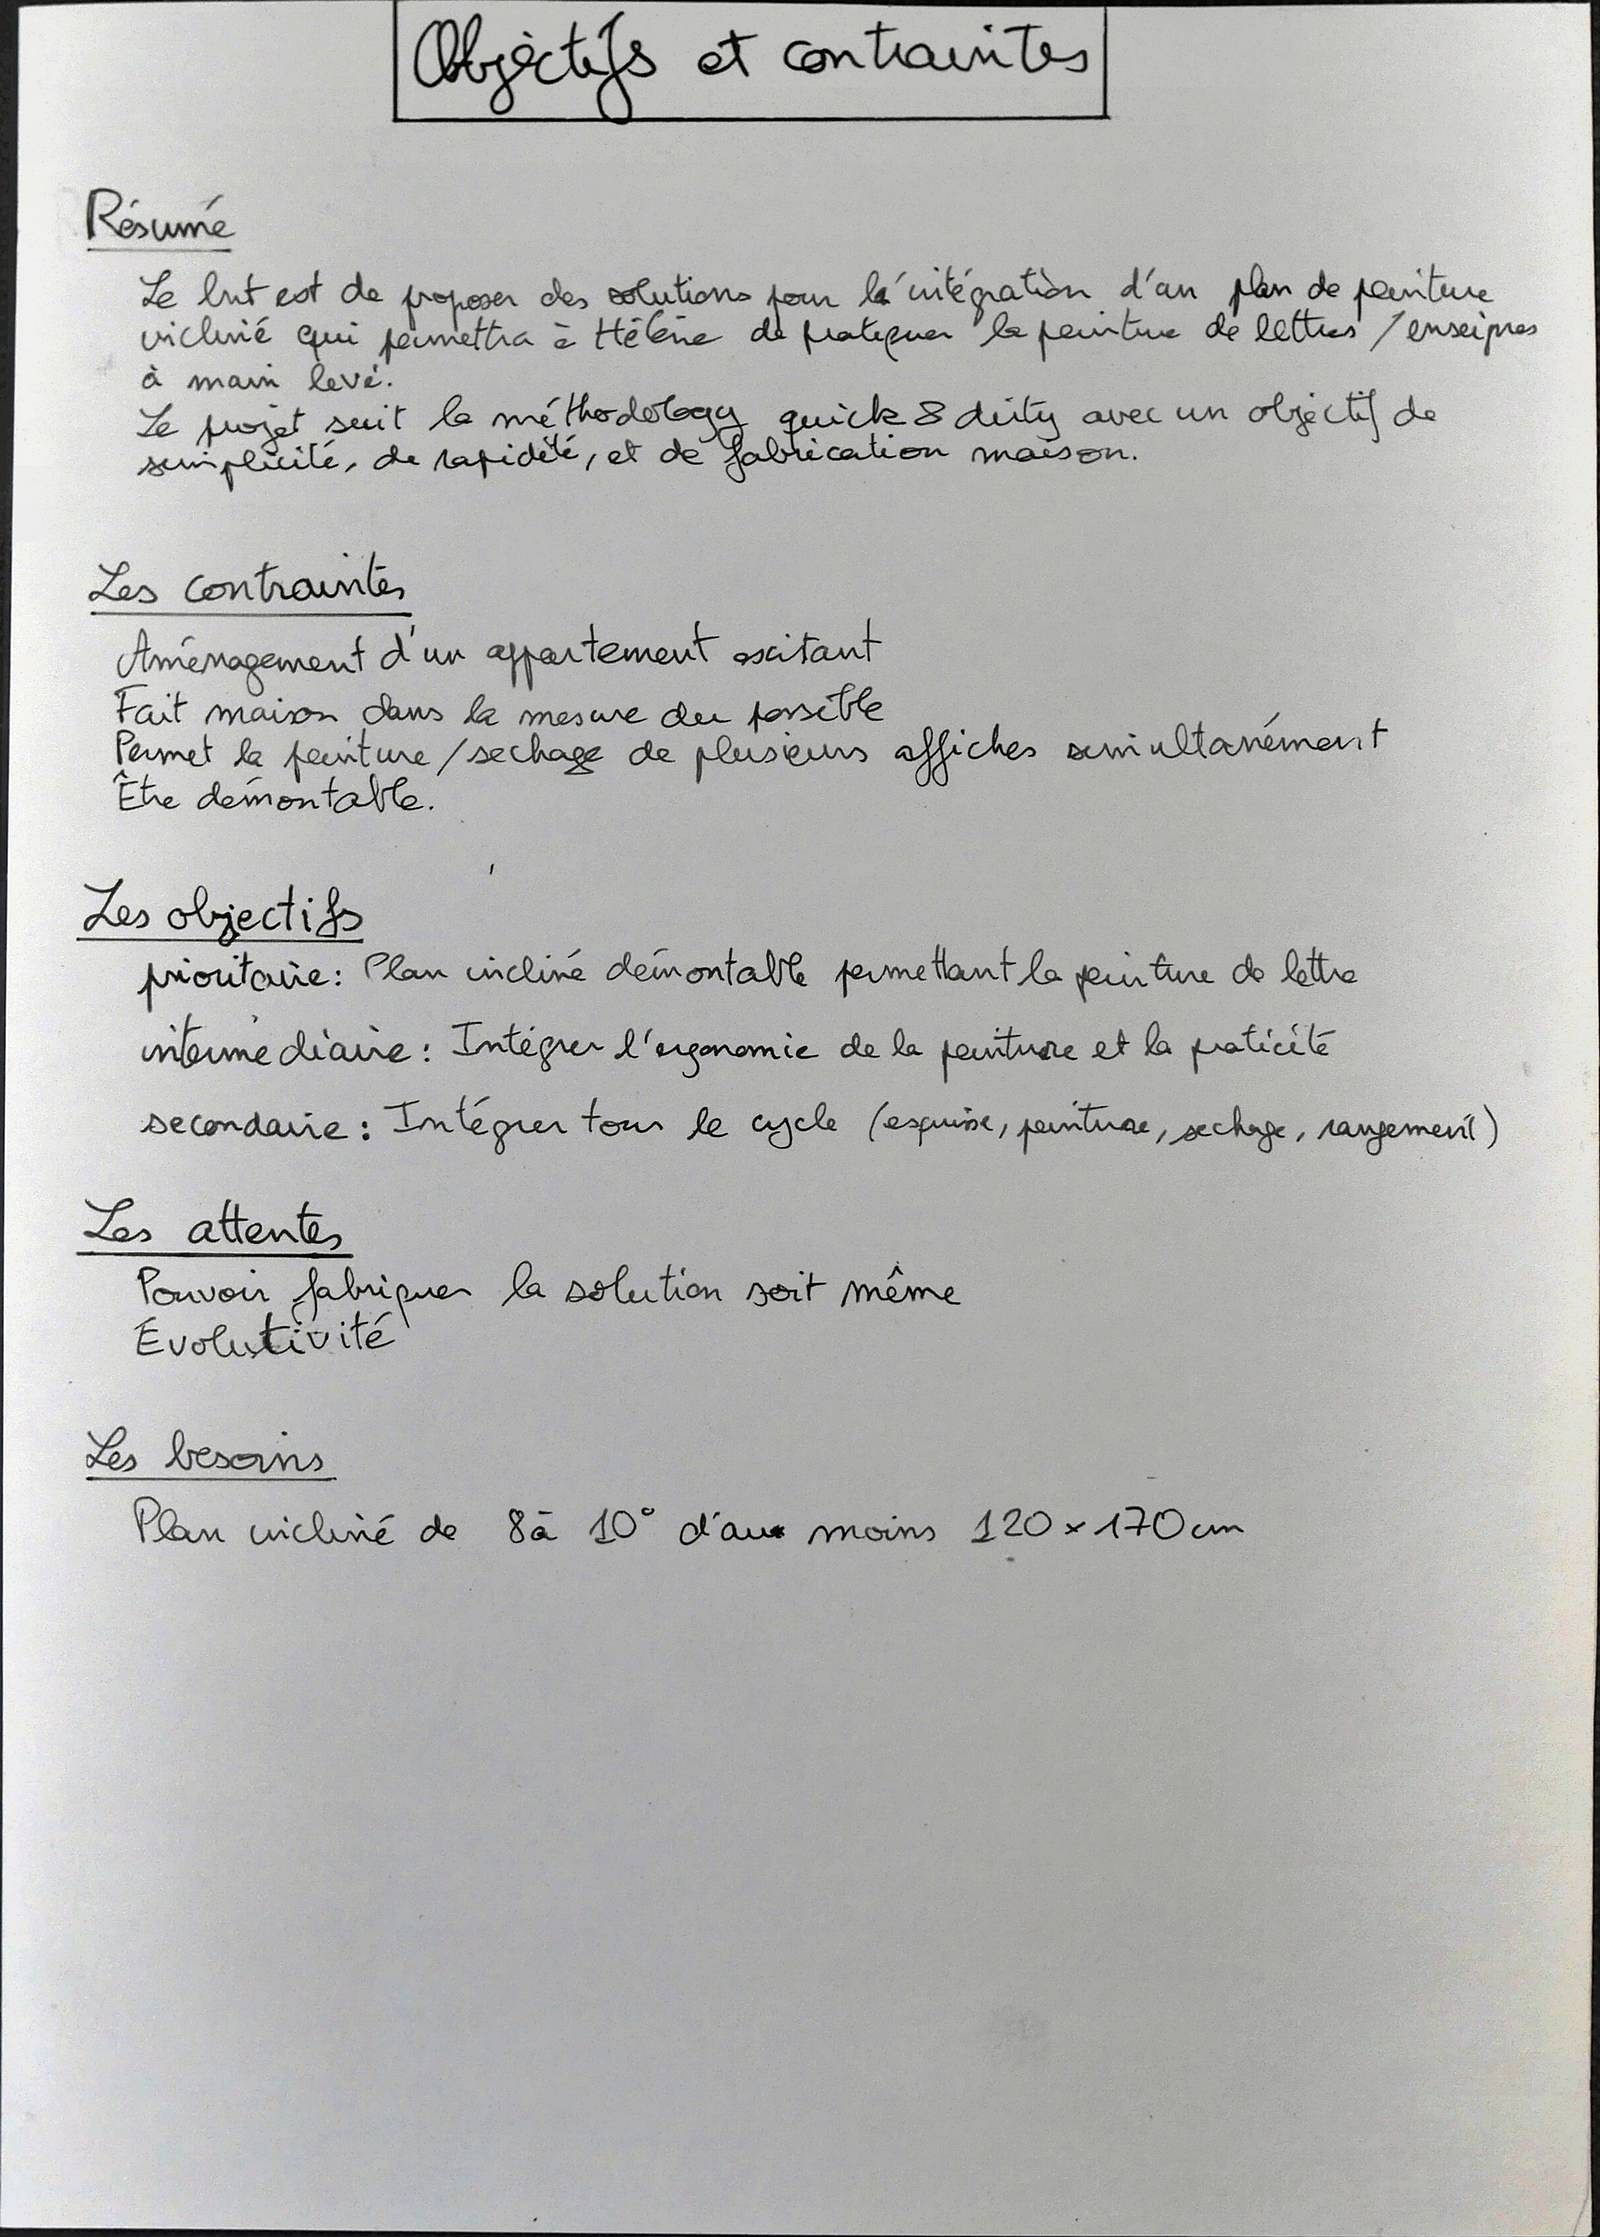 Objectifs et contraintes
Résumé
Le but est de proposer des solutions pour l'intégration d'un plan de peinture
incliné qui permettra à Hélène de pratiquer la peinture de lettres / enseignes
à main levé.
Le projet suit la méthodology quick & dirty avec un objectif de
simplicité, de rapidité, et de fabrication maison.
Les contraintes
Aménagement d'un appartement existant
Fait maison dans la mesure du possible
Permet la peinture / sechage de plusieurs affiches simultanément
Être démontable.
Les objectifs
prioritaire : Plan incliné démontable permettant la peinture de lettre
intermediaire : Intégrer l'ergonomie de la peinture et la praticité
secondaire : Intégrer tous le cycle (esquisse, peinture, sechage, rangement)
Les attentes
Pouvoir fabriquer la solution soit même
Évolutivité
Les besoins
Plan incliné de 8 à 10° d'au moins 120 x 170 cm